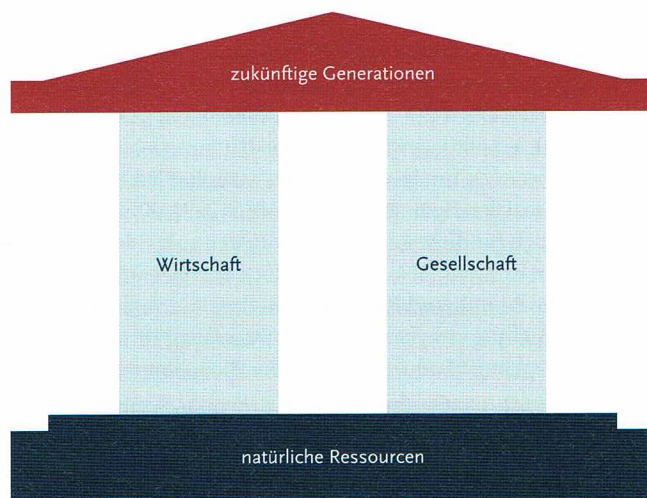 zukünftige Generationen
Wirtschaft
Gesellschaft
natürliche Ressourcen